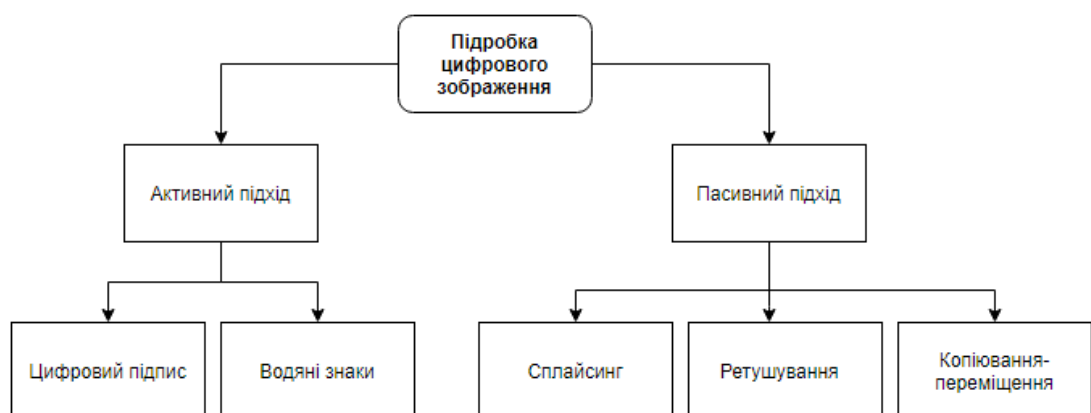 Підробка
цифрового
зображення
Активний підхід
Пасивний підхід
Цифровий підпис
Водяні знаки
Сплайсинг
Ретушування
Копіювання-
переміщення